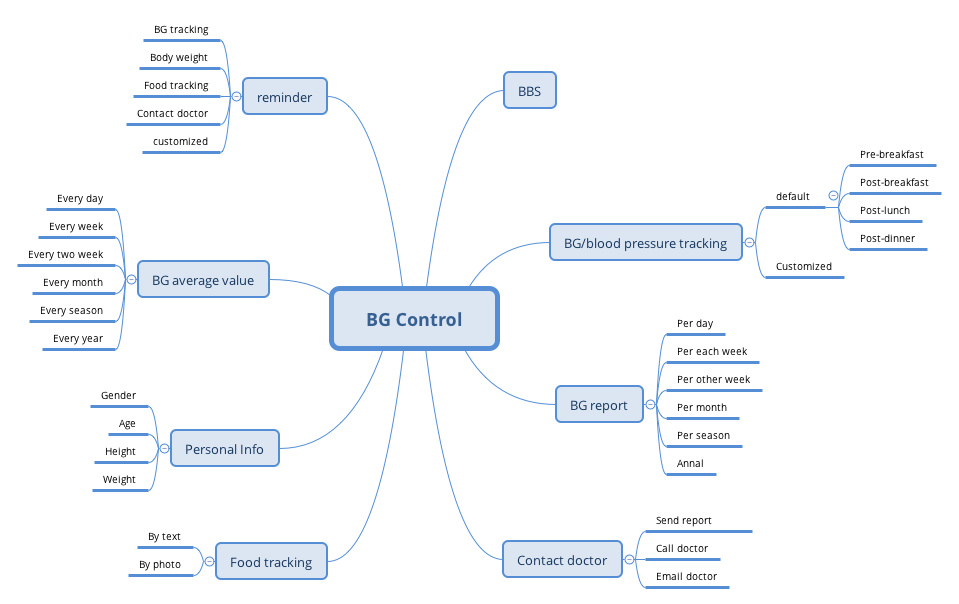 BG Control
BBS
BG/blood pressure tracking
default
Pre-breakfast
Post-breakfast
Post-lunch
Post-dinner
Customized
BG report
Per day
Per each week
Per other week
Per month
Per season
Annal
Contact doctor
Send report
Call doctor
Email doctor
reminder
BG tracking
Body weight
Food tracking
Contact doctor
customized
BG average value
Every day
Every week
Every two week
Every month
Every season
Every year
Personal Info
Gender
Age
Height
Weight
Food tracking
By text
By photo